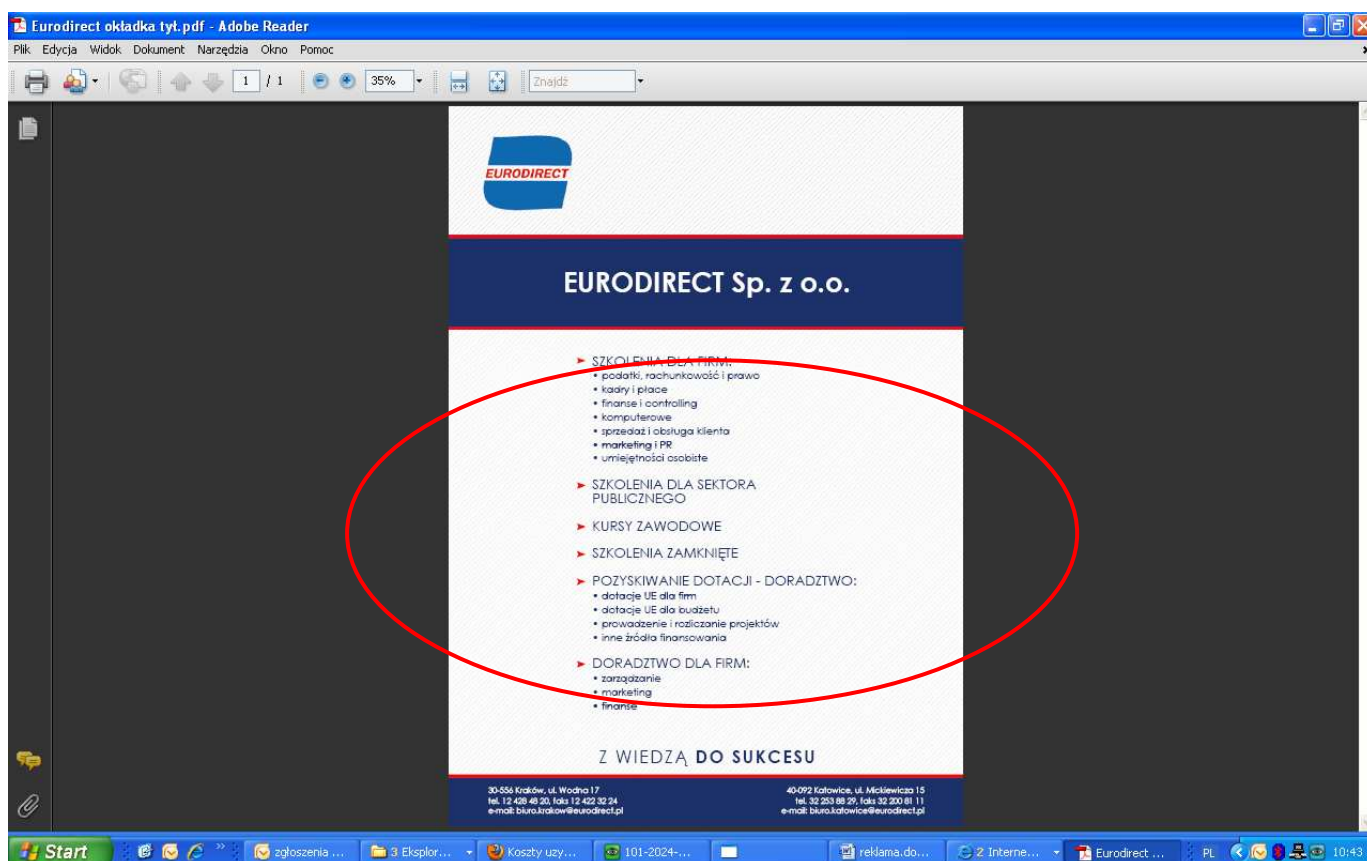 Eurodirect okładka tył.pdf - Adobe Reader
Plik Edycja Widok Dokument Narzędzia Okno Pomoc
1 / 1 35% Znajdź
EURODIRECT
EURODIRECT Sp. z o.o.
SZKOLENIA DLA FIRM:
• podatki, rachunkowość i prawo
• kadry i płace
• finanse i controlling
• komputerowe
• sprzedaż i obsługa klienta
• marketing i PR
• umiejętności osobiste
SZKOLENIA DLA SEKTORA
PUBLICZNEGO
KURSY ZAWODOWE
SZKOLENIA ZAMKNIĘTE
POZYSKIWANIE DOTACJI - DORADZTWO:
• dotacje UE dla firm
• dotacje UE dla budżetu
• prowadzenie i rozliczanie projektów
• inne źródła finansowania
DORADZTWO DLA FIRM:
• zarządzanie
• marketing
• finanse
Z WIEDZĄ DO SUKCESU
30-556 Kraków, ul. Wodna 17
tel. 12 428 48 20, faks 12 422 32 24
e-mail: biuro.krakow@eurodirect.pl
40-092 Katowice, ul. Mickiewicza 15
tel. 32 253 88 29, faks 32 200 81 11
e-mail: biuro.katowice@eurodirect.pl
Start zgłoszenia ... 3 Eksplor... Koszty uzy... 101-2024-... reklama.do... 2 Interne... Eurodirect ... PL 10:43